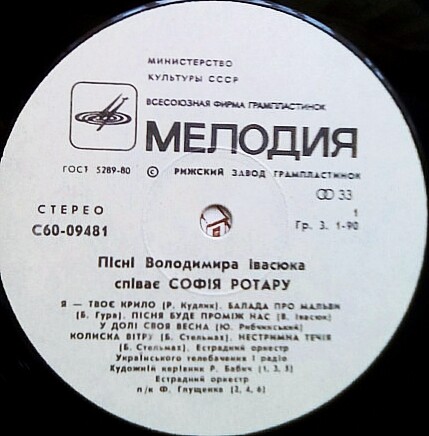 МИНИСТЕРСТВО
КУЛЬТУРЫ СССР
ВСЕСОЮЗНАЯ ФИРМА ГРАМПЛАСТИНОК
МЕЛОДИЯ
ГОСТ 5289-80 © РИЖСКИЙ ЗАВОД ГРАМПЛАСТИНОК
33
СТЕРЕО
1
С60-09481
Гр. 3. 1-90
Пісні Володимира Івасюка
співає СОФІЯ РОТАРУ
Я — ТВОЄ КРИЛО (Р. Кудлик). БАЛАДА ПРО МАЛЬВИ
(Б. Гура). ПІСНЯ БУДЕ ПРОМІЖ НАС (В. Івасюк)
У ДОЛІ СВОЯ ВЕСНА (Ю. Рибчинський)
КОЛИСКА ВІТРУ (Б. Стельмах). НЕСТРИМНА ТЕЧІЯ
(Б. Стельмах). Естрадний оркестр
Українського телебачення і радіо
Художній керівник Р. Бабич (1, 3, 5)
Естрадний оркестр
п/к Ф. Глущенка (2, 4, 6)